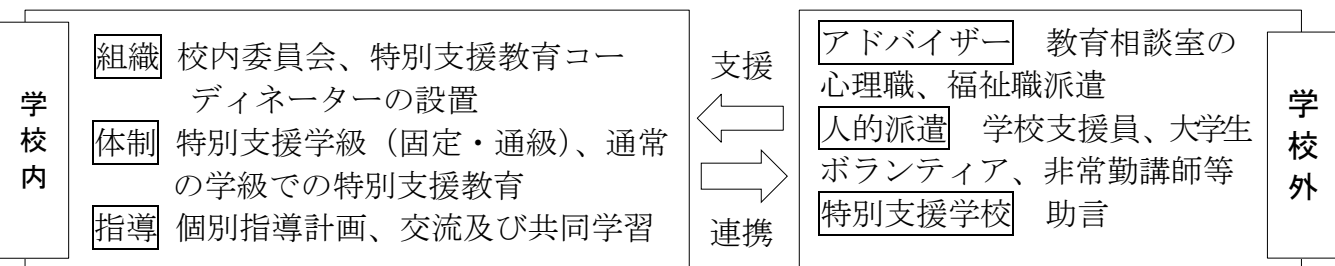 学校内
組織 校内委員会、特別支援教育コー
ディネーターの設置
体制 特別支援学級（固定・通級）、通常
の学級での特別支援教育
指導 個別指導計画、交流及び共同学習
支援
連携
アドバイザー 教育相談室の
心理職、福祉職派遣
人的派遣 学校支援員、大学生
ボランティア、非常勤講師等
特別支援学校 助言
学校外